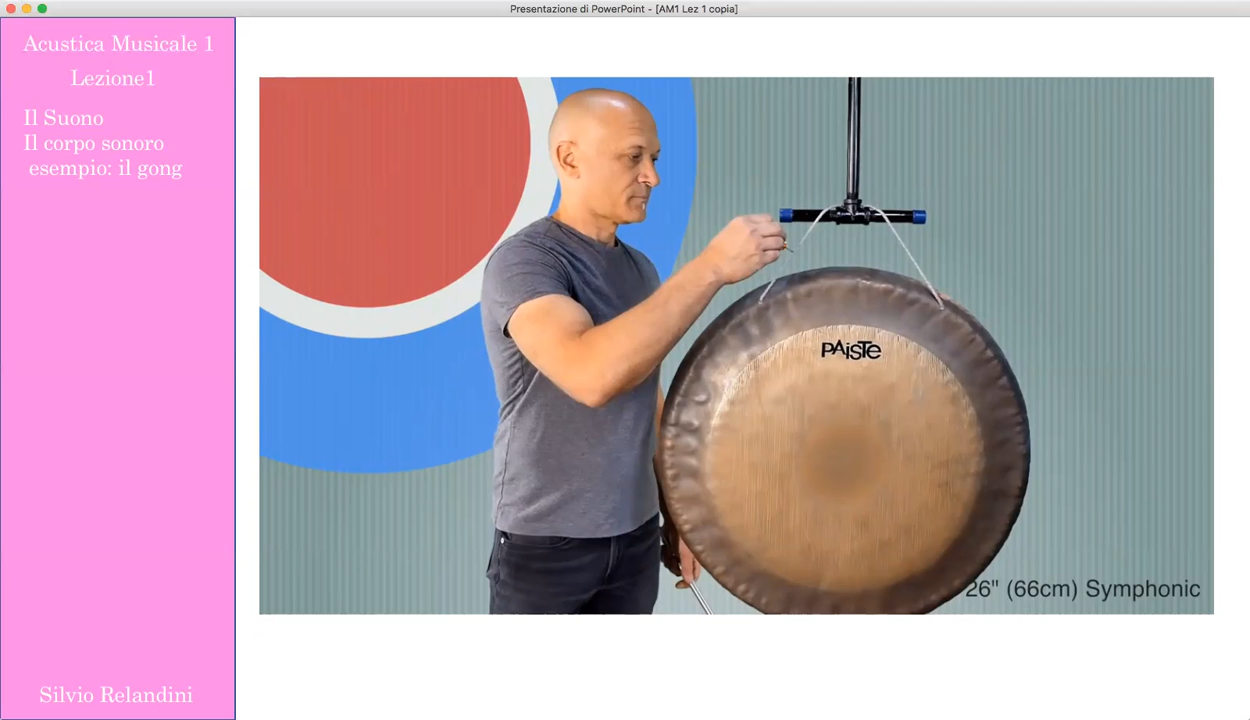 Presentazione di PowerPoint - [AM1 Lez 1 copia]
Acustica Musicale 1
Lezione1
Il Suono
Il corpo sonoro
esempio: il gong
PAiSTe
26" (66cm) Symphonic
Silvio Relandini